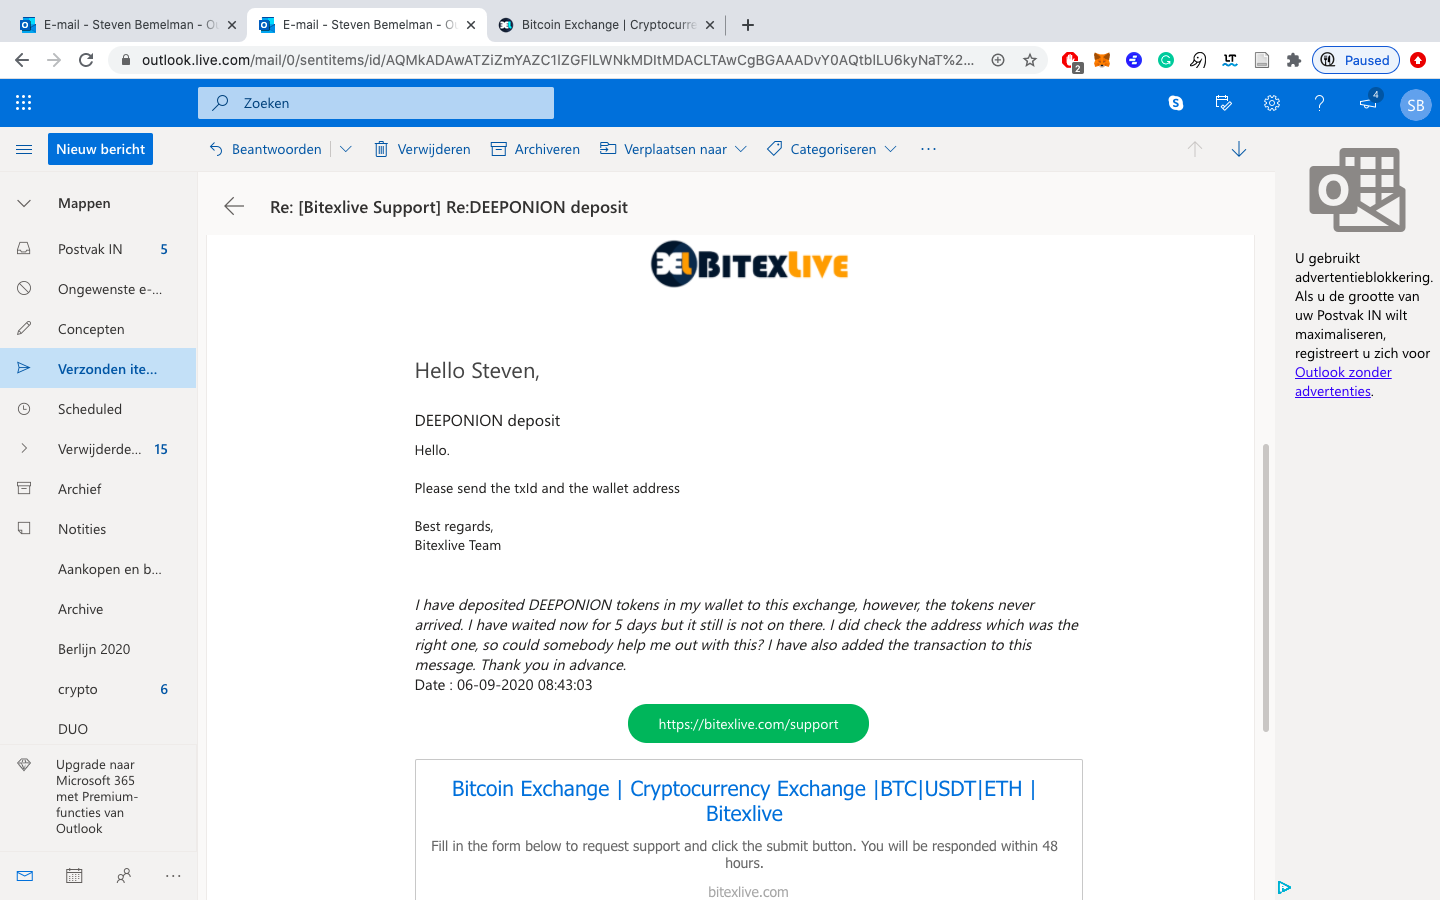 E-mail - Steven Bemelman - Ou
E-mail - Steven Bemelman - Ou
Bitcoin Exchange | Cryptocurre
outlook.live.com/mail/0/sentitems/id/AQMkADAwATZiZmYAZC1lZGFlLWNkMDItMDACLTAwCgBGAAADvY0AQtblLU6kyNaT%2...
2
LT
Paused
Zoeken
4
SB
Nieuw bericht
Beantwoorden
Verwijderen
Archiveren
Verplaatsen naar
Categoriseren
Mappen
Postvak IN 5
Ongewenste e-...
Concepten
Verzonden ite...
Scheduled
Verwijderde... 15
Archief
Notities
Aankopen en b...
Archive
Berlijn 2020
crypto 6
DUO
Upgrade naar
Microsoft 365
met Premium-
functies van
Outlook
Re: [Bitexlive Support] Re:DEEPONION deposit
BITEXLIVE
Hello Steven,
DEEPONION deposit
Hello.
Please send the txId and the wallet address
Best regards,
Bitexlive Team
I have deposited DEEPONION tokens in my wallet to this exchange, however, the tokens never
arrived. I have waited now for 5 days but it still is not on there. I did check the address which was the
right one, so could somebody help me out with this? I have also added the transaction to this
message. Thank you in advance.
Date : 06-09-2020 08:43:03
https://bitexlive.com/support
Bitcoin Exchange | Cryptocurrency Exchange |BTC|USDT|ETH |
Bitexlive
Fill in the form below to request support and click the submit button. You will be responded within 48
hours.
bitexlive.com
U gebruikt
advertentieblokkering.
Als u de grootte van
uw Postvak IN wilt
maximaliseren,
registreert u zich voor
Outlook zonder
advertenties.